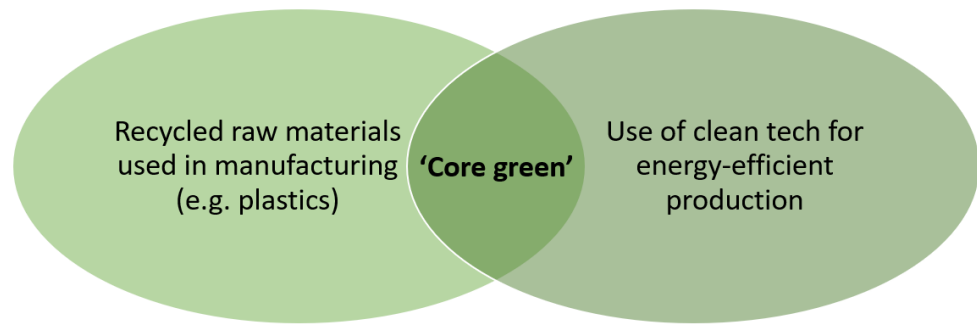 Recycled raw materials
used in manufacturing
(e.g. plastics)
‘Core green’
Use of clean tech for
energy-efficient
production